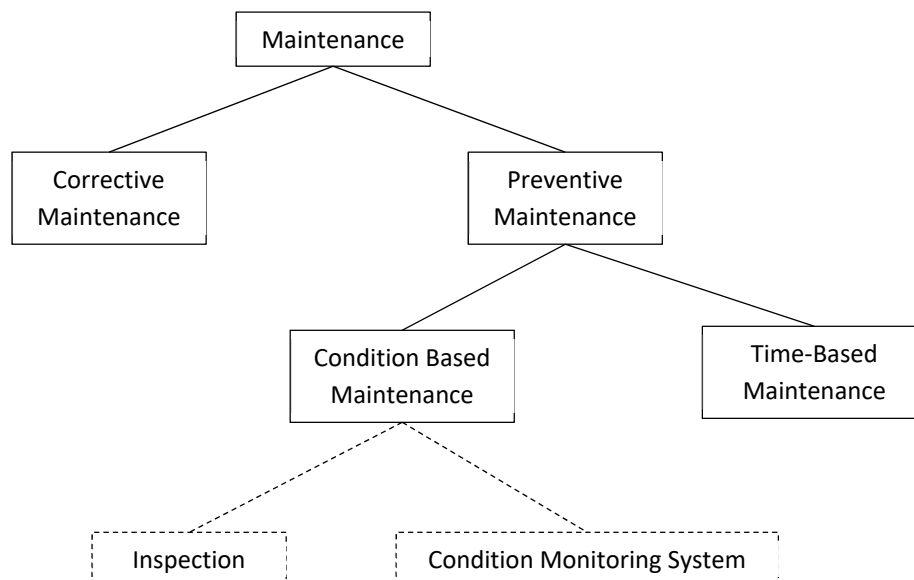 Maintenance
Corrective
Maintenance
Preventive
Maintenance
Condition Based
Maintenance
Time-Based
Maintenance
Inspection
Condition Monitoring System